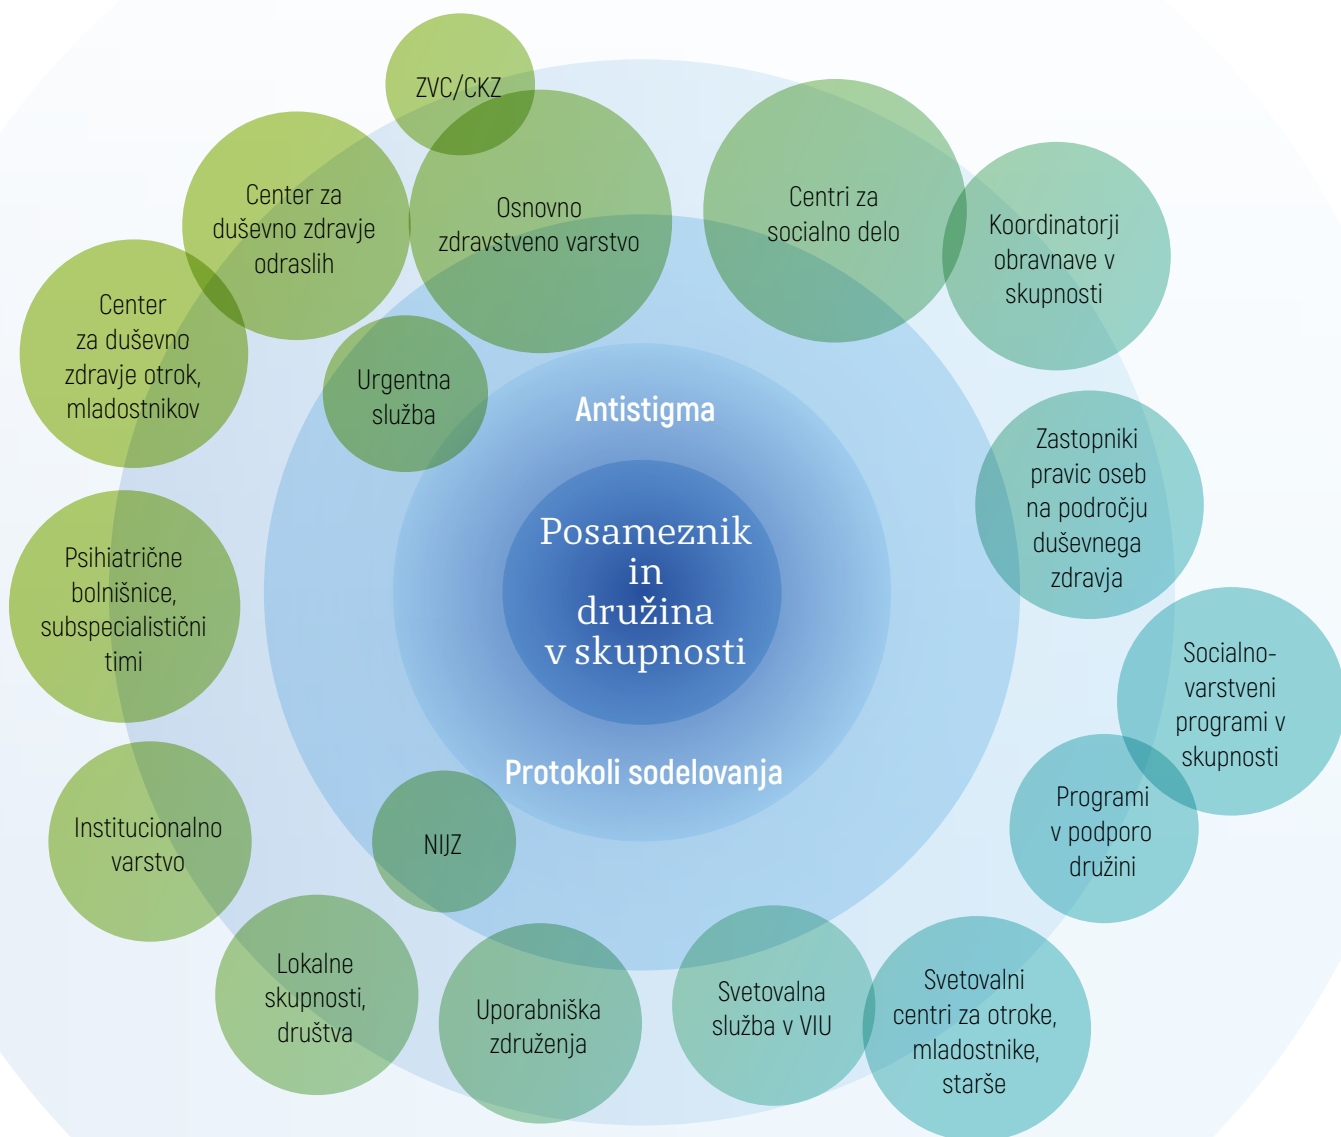 ZVC/CKZ
Center za
duševno zdravje
odraslih
Osnovno
zdravstveno varstvo
Centri za
socialno delo
Koordinatorji
obravnave v
skupnosti
Center
za duševno
zdravje otrok,
mladostnikov
Urgentna
služba
Antistigma
Zastopniki
pravic oseb
na področju
duševnega
zdravja
Posameznik
in
družina
v skupnosti
Psihiatrične
bolnišnice,
subspecialistični
timi
Socialno-
varstveni
programi v
skupnosti
Protokoli sodelovanja
Programi
v podporo
družini
Institucionalno
varstvo
NIJZ
Lokalne
skupnosti,
društva
Uporabniška
združenja
Svetovalna
služba v VIU
Svetovalni
centri za otroke,
mladostnike,
starše